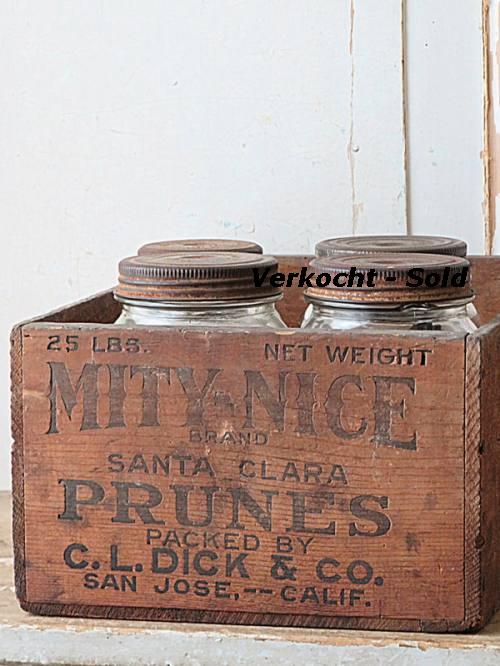 Verkocht - Sold
25 LBS. NET WEIGHT
MITY-NICE
BRAND
SANTA CLARA
PRUNES
PACKED BY
C. L. DICK & CO.
SAN JOSE, -- CALIF.